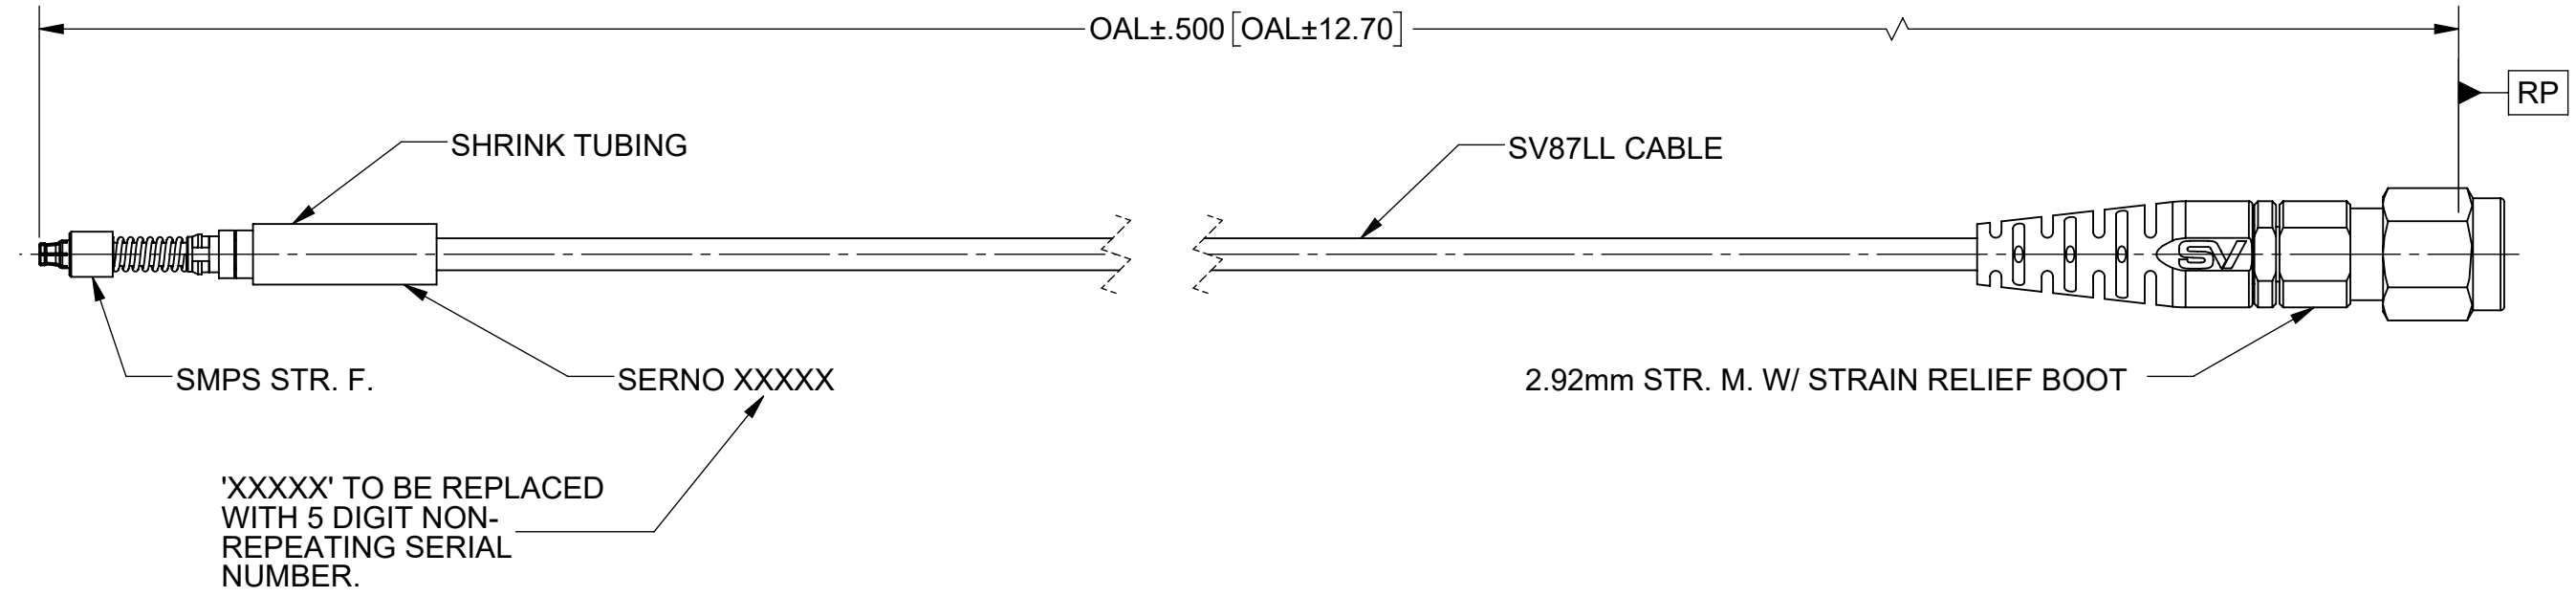 OAL±.500 [OAL±12.70]
RP
SHRINK TUBING
SV87LL CABLE
SV
SMPS STR. F.
SERNO XXXXX
2.92mm STR. M. W/ STRAIN RELIEF BOOT
'XXXXX' TO BE REPLACED
WITH 5 DIGIT NON-
REPEATING SERIAL
NUMBER.